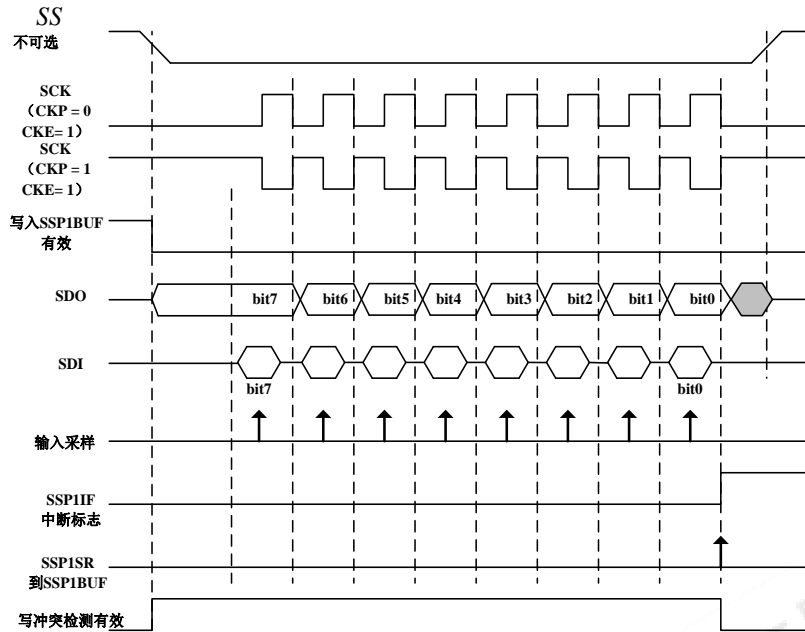 SS
不可选
SCK
（CKP = 0
CKE= 1）
SCK
（CKP = 1
CKE= 1）
写入SSP1BUF
有效
SDO
bit7
bit6
bit5
bit4
bit3
bit2
bit1
bit0
SDI
bit7
bit0
输入采样
SSP1IF
中断标志
SSP1SR
到SSP1BUF
写冲突检测有效